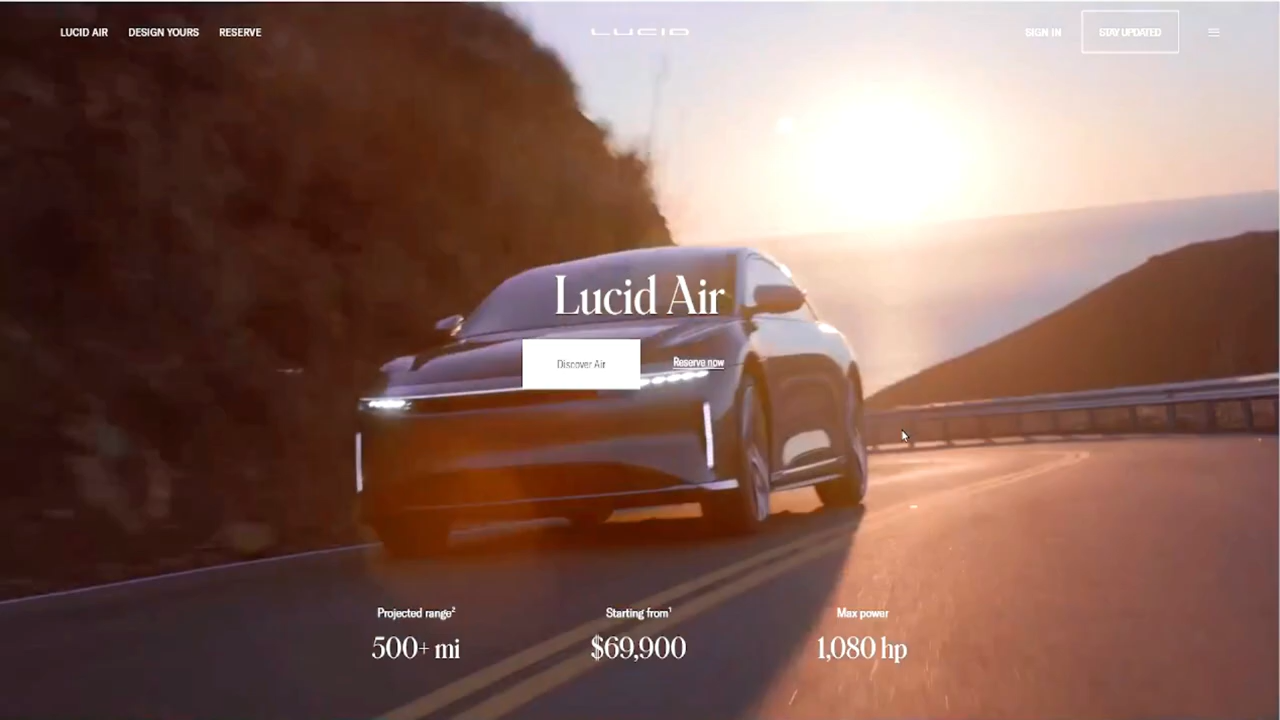 LUCID AIR DESIGN YOURS RESERVE LUCID SIGN IN STAY UPDATED
Lucid Air
Discover Air Reserve now
Projected range² Starting from¹ Max power
500+ mi $69,900 1,080 hp